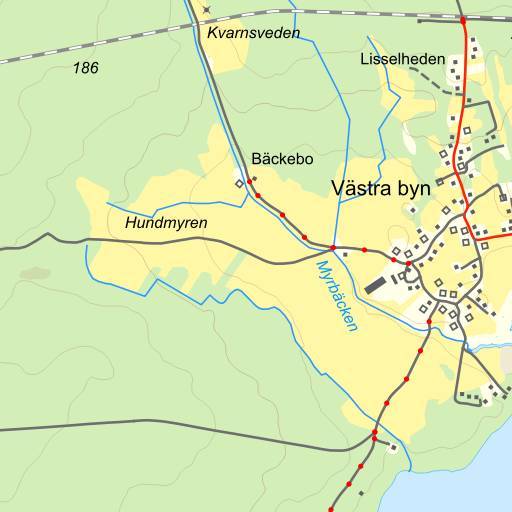 Kvarnsveden
Lisselheden
186
Bäckebo
Västra byn
Hundmyren
Myrbäcken